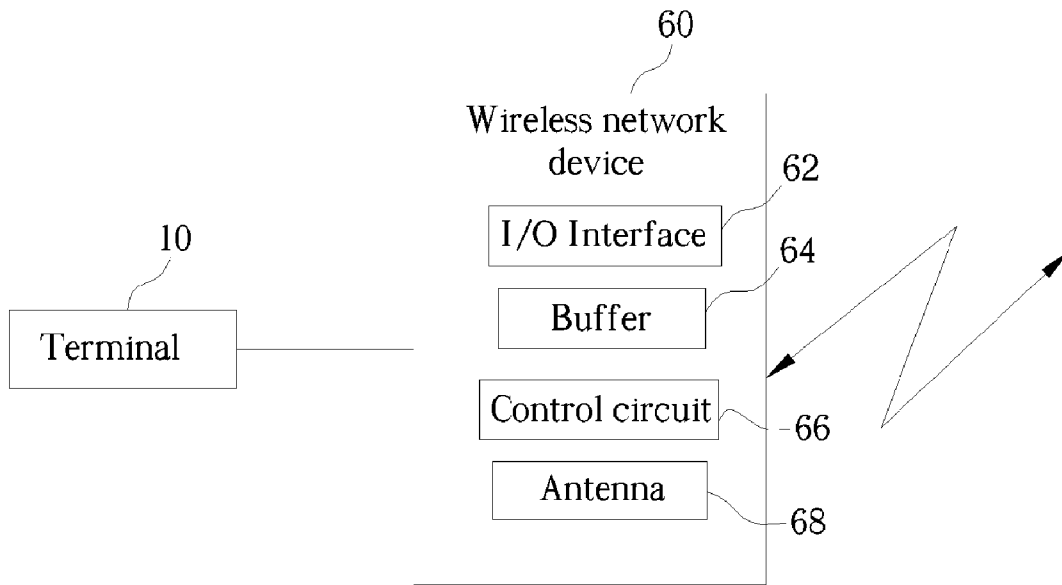 60
Wireless network
device
62
I/O Interface
10
64
Terminal
Buffer
Control circuit
66
Antenna
68